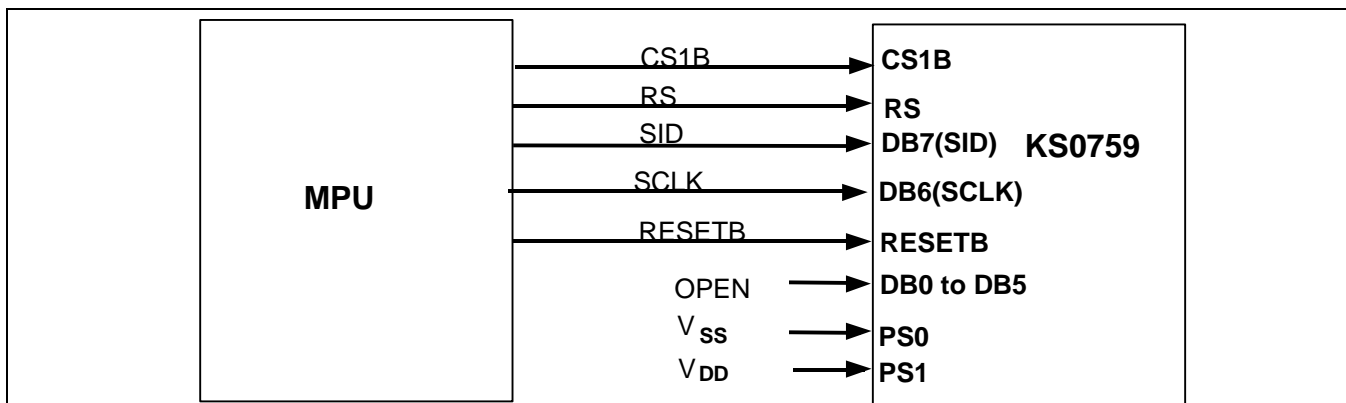 CS1B CS1B
RS RS
SID DB7(SID) KS0759
MPU SCLK DB6(SCLK)
RESETB RESETB
OPEN DB0 to DB5
VSS PS0
VDD PS1